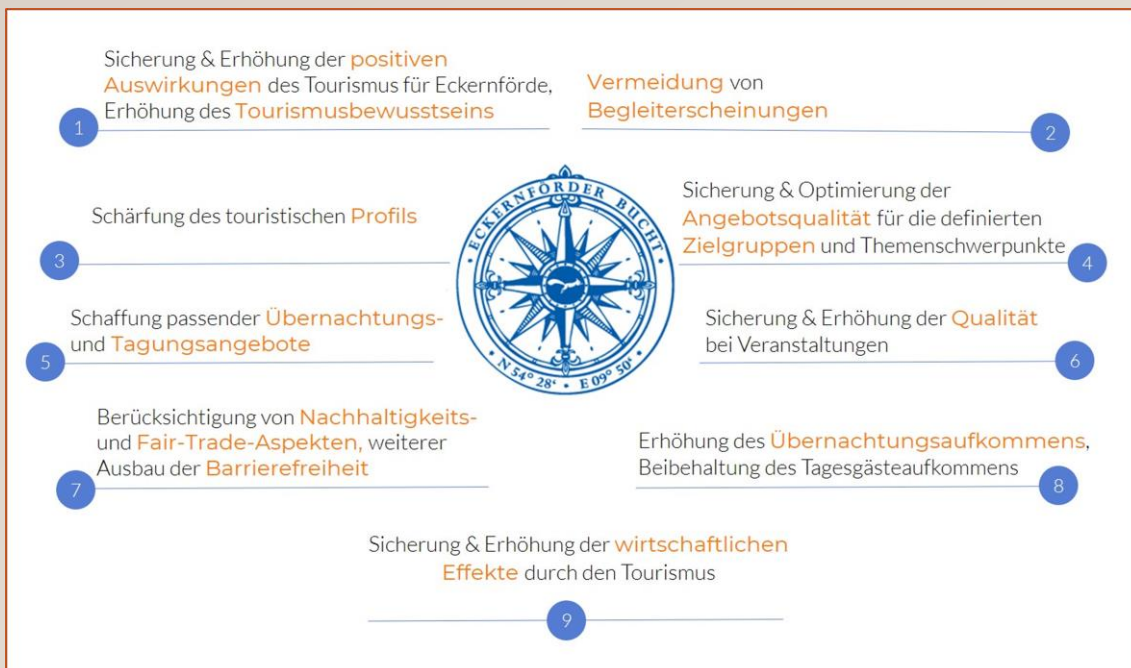 Sicherung & Erhöhung der positiven
Auswirkungen des Tourismus für Eckernförde,
Erhöhung des Tourismusbewusstseins
1
Vermeidung von
Begleiterscheinungen
2
Schärfung des touristischen Profils
3
Sicherung & Optimierung der
Angebotsqualität für die definierten
Zielgruppen und Themenschwerpunkte
4
ECKERNFÖRDER BUCHT
N 54° 28‘ • E 09° 50‘
Schaffung passender Übernachtungs-
und Tagungsangebote
5
Sicherung & Erhöhung der Qualität
bei Veranstaltungen
6
Berücksichtigung von Nachhaltigkeits-
und Fair-Trade-Aspekten, weiterer
Ausbau der Barrierefreiheit
7
Erhöhung des Übernachtungsaufkommens,
Beibehaltung des Tagesgästeaufkommens
8
Sicherung & Erhöhung der wirtschaftlichen
Effekte durch den Tourismus
9